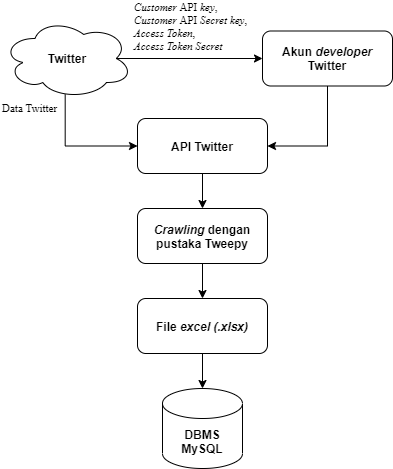 Customer API key,
Customer API Secret key,
Access Token,
Access Token Secret
Twitter
Akun developer
Twitter
Data Twitter
API Twitter
Crawling dengan
pustaka Tweepy
File excel (.xlsx)
DBMS
MySQL